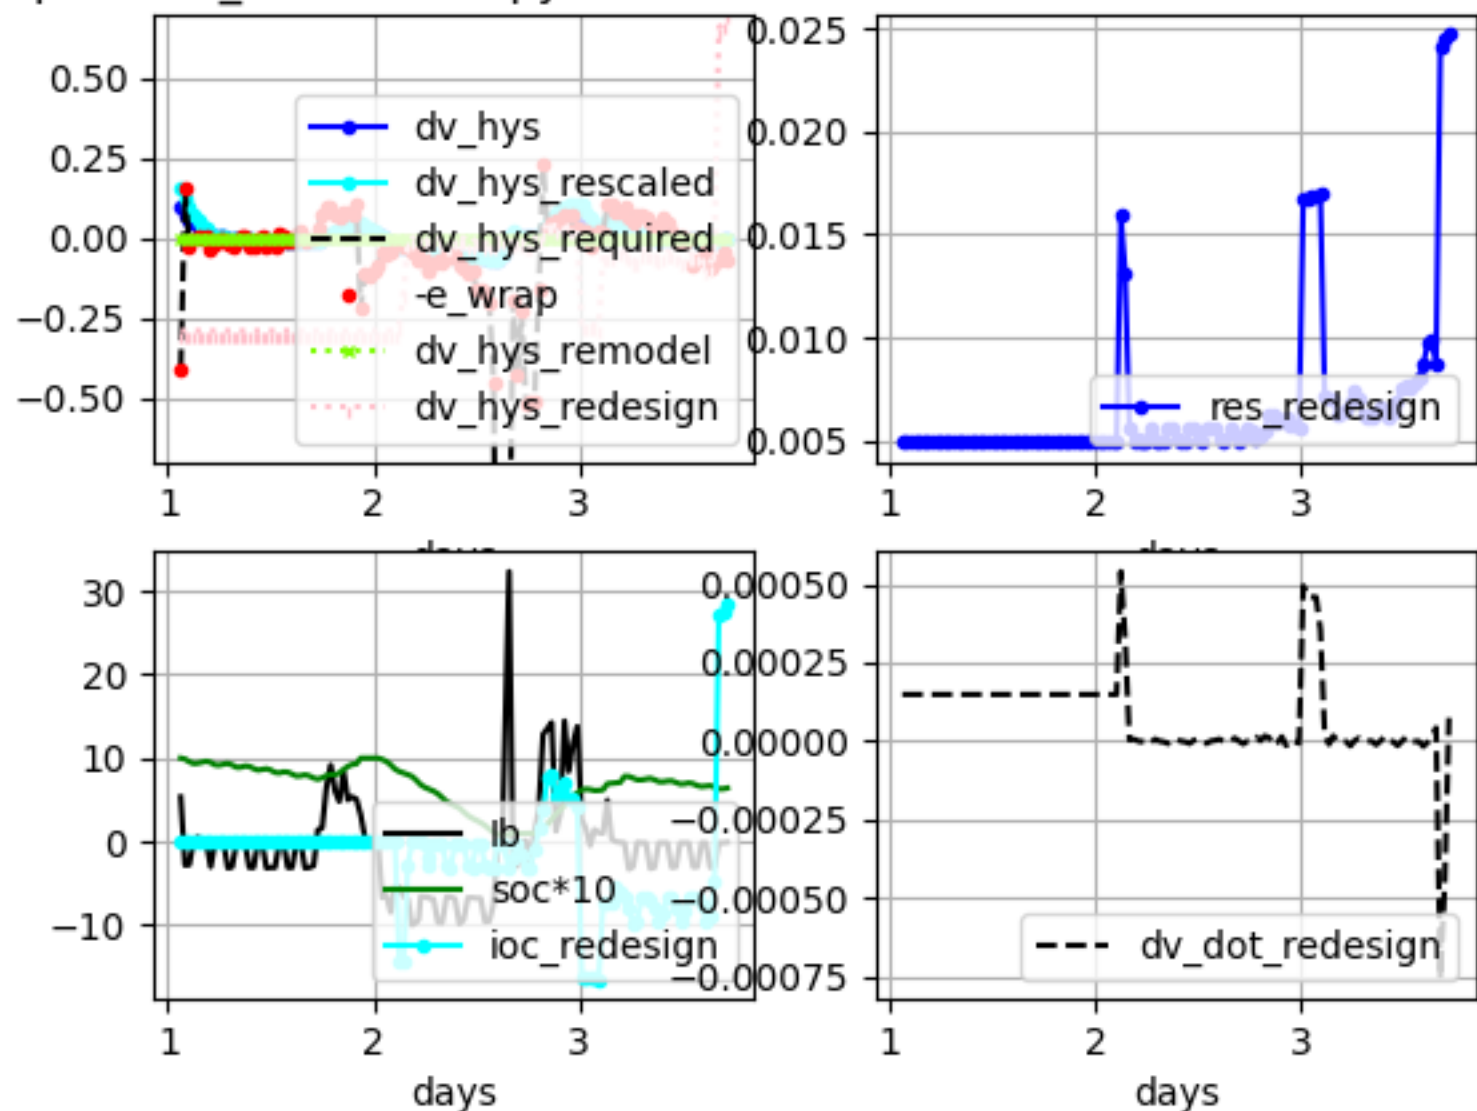 0.50
0.25
0.00
−0.25
−0.50
dv_hys
dv_hys_rescaled
dv_hys_required
-e_wrap
dv_hys_remodel
dv_hys_redesign
1 2 3
days
0.025
0.020
0.015
0.010
0.005
res_redesign
1 2 3
days
30
20
10
0
−10
Ib
soc*10
ioc_redesign
1 2 3
days
0.00050
0.00025
0.00000
−0.00025
−0.00050
−0.00075
dv_dot_redesign
1 2 3
days